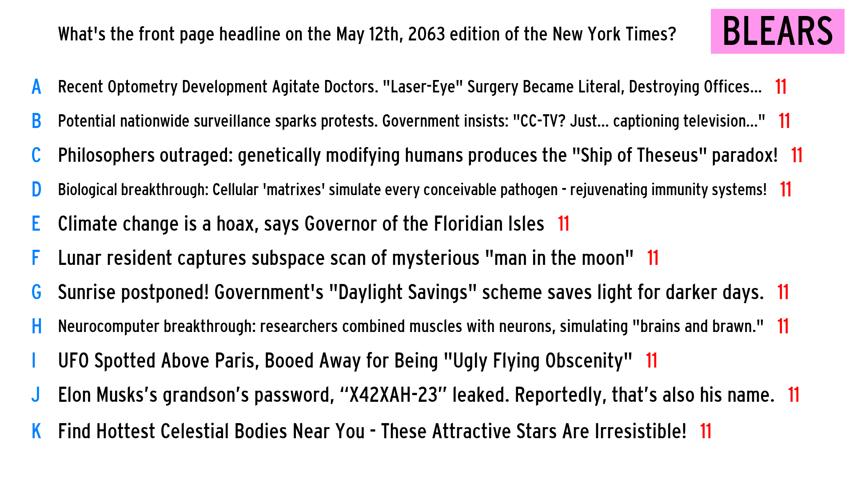 What's the front page headline on the May 12th, 2063 edition of the New York Times?
BLEARS
A Recent Optometry Development Agitate Doctors. "Laser-Eye" Surgery Became Literal, Destroying Offices... 11
B Potential nationwide surveillance sparks protests. Government insists: "CC-TV? Just... captioning television..." 11
C Philosophers outraged: genetically modifying humans produces the "Ship of Theseus" paradox! 11
D Biological breakthrough: Cellular 'matrixes' simulate every conceivable pathogen - rejuvenating immunity systems! 11
E Climate change is a hoax, says Governor of the Floridian Isles 11
F Lunar resident captures subspace scan of mysterious "man in the moon" 11
G Sunrise postponed! Government's "Daylight Savings" scheme saves light for darker days. 11
H Neurocomputer breakthrough: researchers combined muscles with neurons, simulating "brains and brawn." 11
I UFO Spotted Above Paris, Booed Away for Being "Ugly Flying Obscenity" 11
J Elon Musks’s grandson’s password, “X42XAH-23” leaked. Reportedly, that’s also his name. 11
K Find Hottest Celestial Bodies Near You - These Attractive Stars Are Irresistible! 11